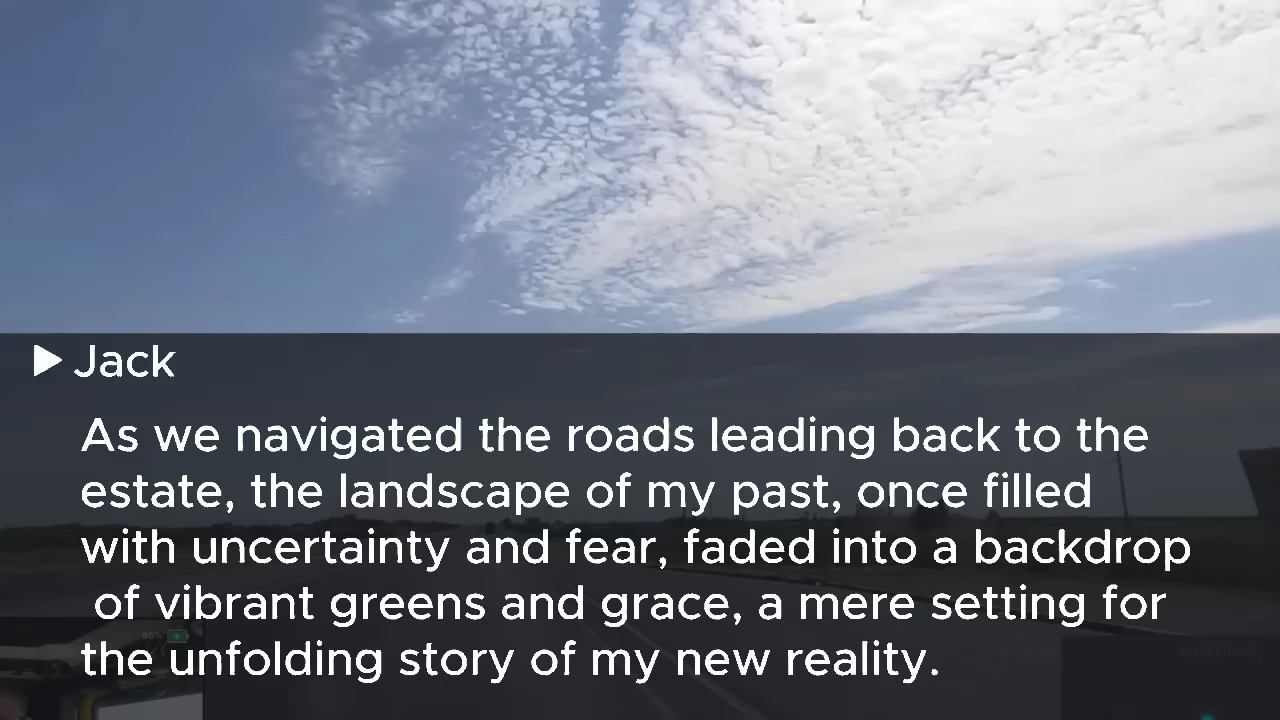 Jack
As we navigated the roads leading back to the
estate, the landscape of my past, once filled
with uncertainty and fear, faded into a backdrop
of vibrant greens and grace, a mere setting for
the unfolding story of my new reality.
86%